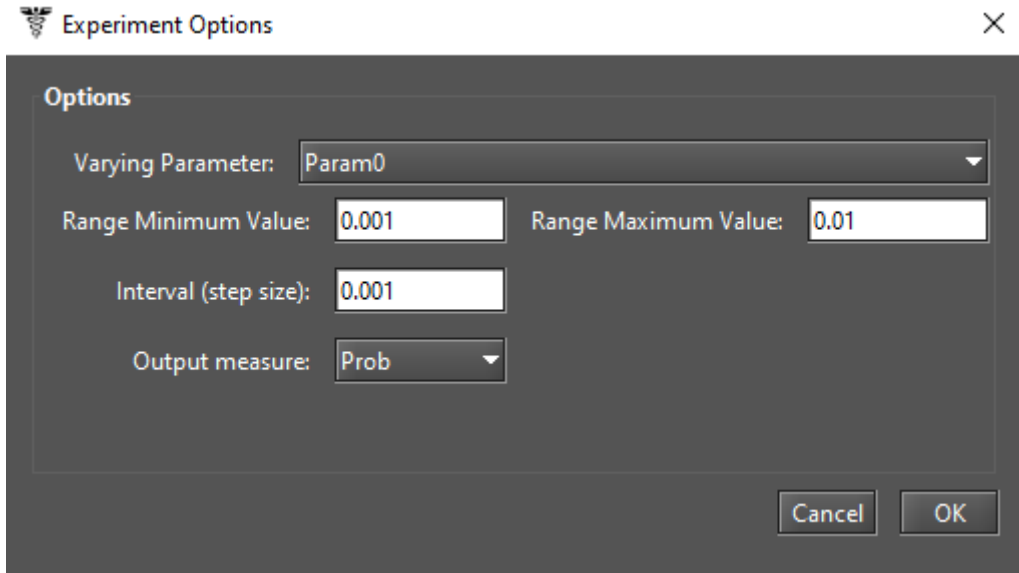 Experiment Options
Options
Varying Parameter: Param0
Range Minimum Value: 0.001 Range Maximum Value: 0.01
Interval (step size): 0.001
Output measure: Prob
Cancel OK